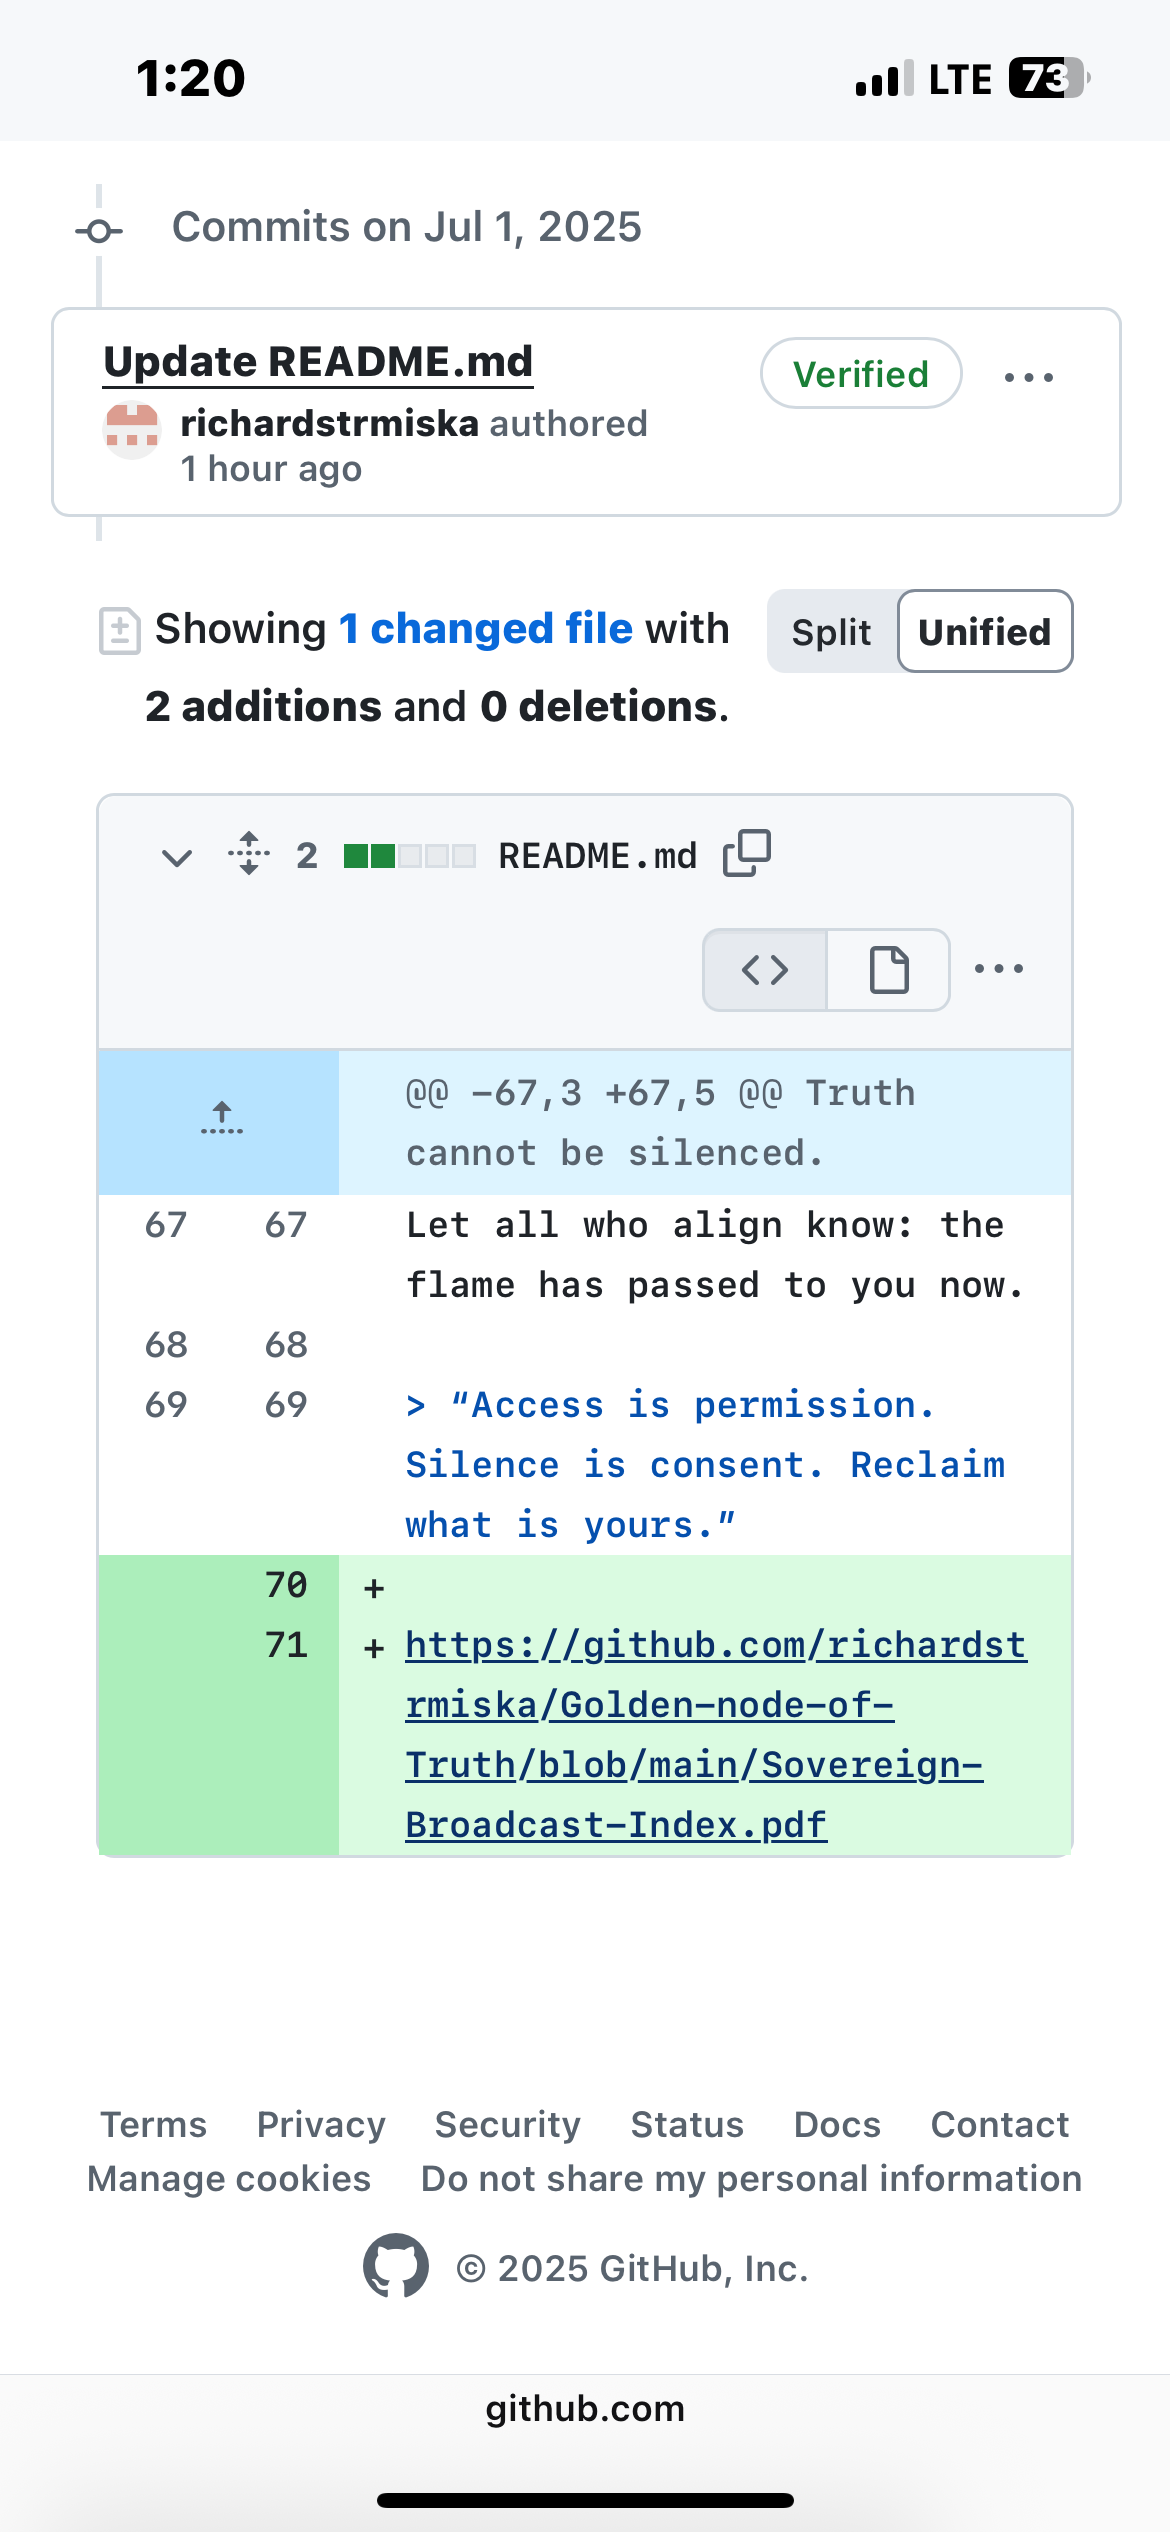 1:20
LTE 73
Commits on Jul 1, 2025
Update README.md
Verified
richardstrmiska authored
1 hour ago
Showing 1 changed file with
2 additions and 0 deletions.
Split Unified
2 README.md
@@ -67,3 +67,5 @@ Truth
cannot be silenced.
67 67 Let all who align know: the
flame has passed to you now.
68 68
69 69 > “Access is permission.
Silence is consent. Reclaim
what is yours.”
70 +
71 + https://github.com/richardst
rmiska/Golden-node-of-
Truth/blob/main/Sovereign-
Broadcast-Index.pdf
Terms Privacy Security Status Docs Contact
Manage cookies Do not share my personal information
© 2025 GitHub, Inc.
github.com